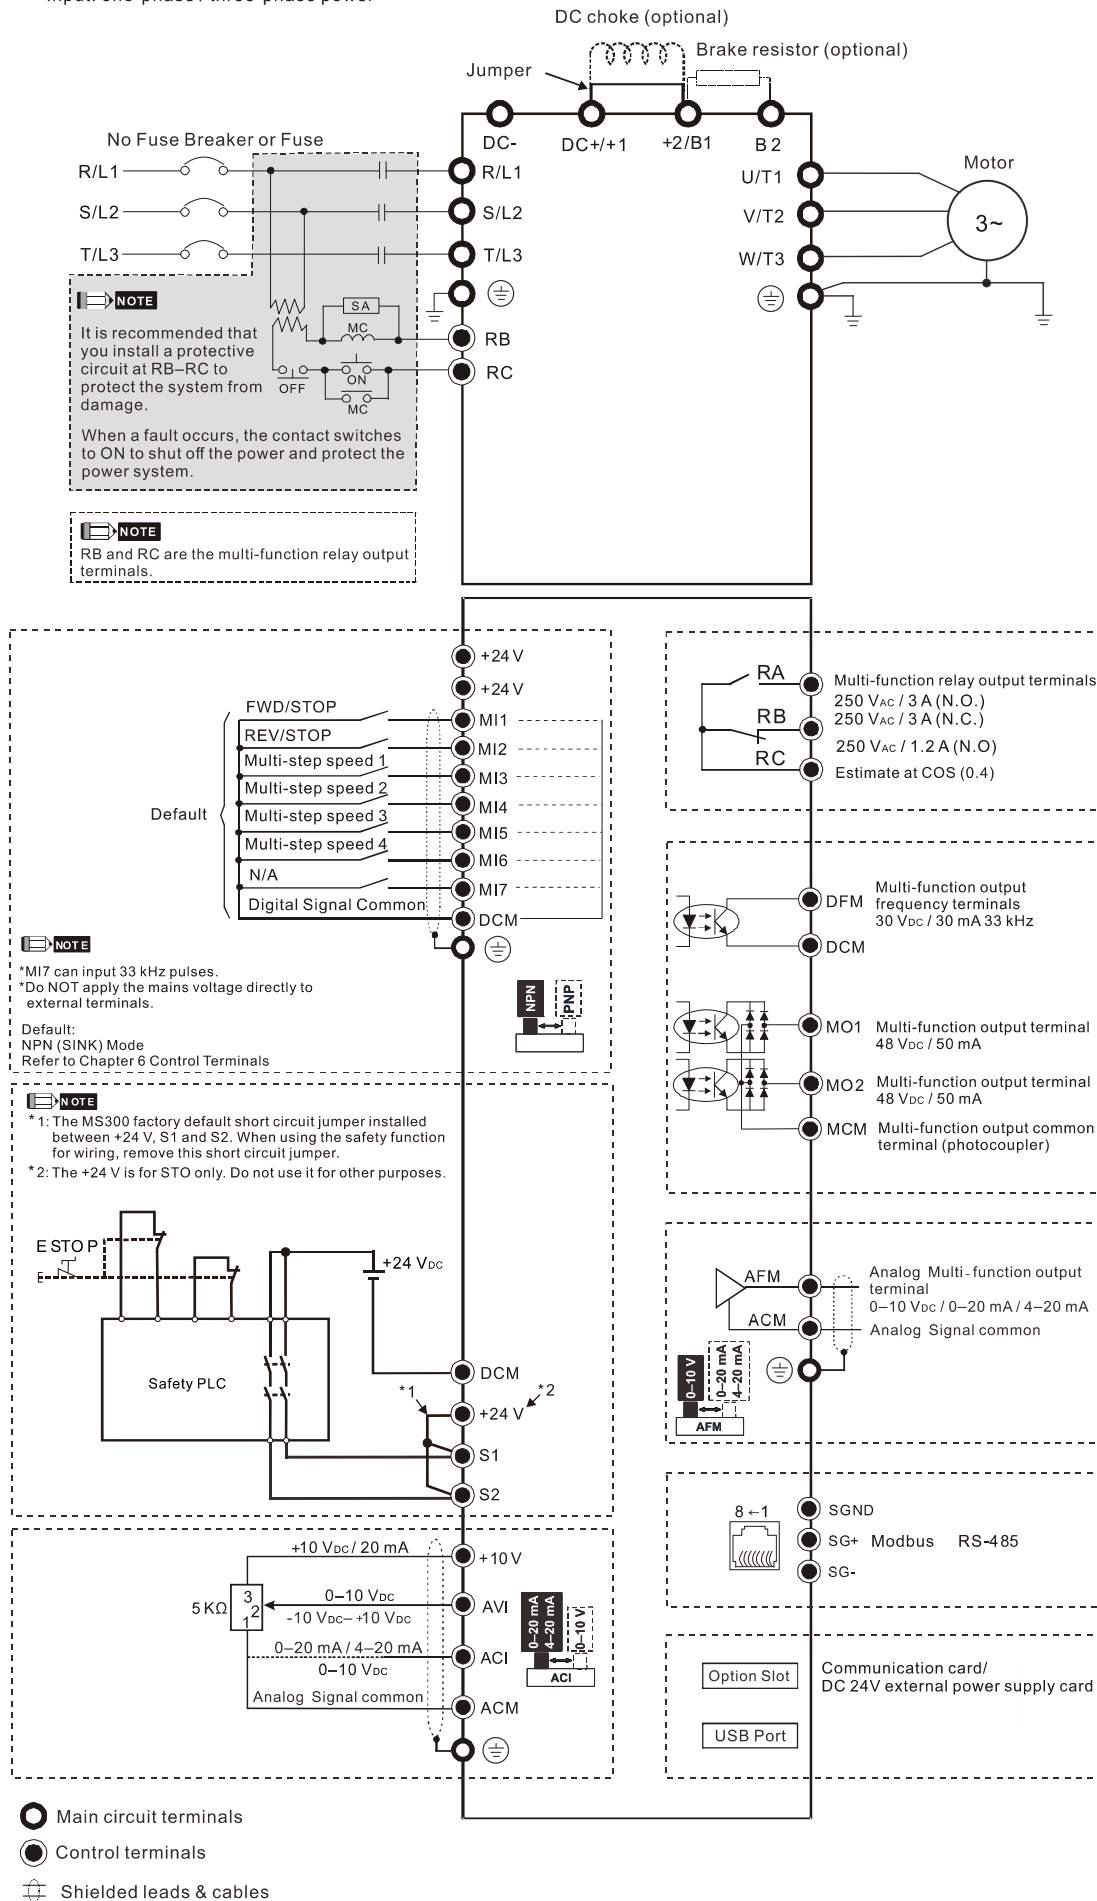 DC choke (optional)
Brake resistor (optional)
Jumper
No Fuse Breaker or Fuse
DC-
DC+/+1
+2/B1
B2
R/L1
R/L1
S/L2
S/L2
T/L3
T/L3
U/T1
V/T2
W/T3
Motor
3~
NOTE
It is recommended that
you install a protective
circuit at RB–RC to
protect the system from
damage.
When a fault occurs, the contact switches
to ON to shut off the power and protect the
power system.
SA
MC
OFF
ON
MC
RB
RC
NOTE
RB and RC are the multi-function relay output
terminals.
+24 V
+24 V
Default
FWD/STOP
MI1
REV/STOP
MI2
Multi-step speed 1
MI3
Multi-step speed 2
MI4
Multi-step speed 3
MI5
Multi-step speed 4
MI6
N/A
MI7
Digital Signal Common
DCM
NOTE
*MI7 can input 33 kHz pulses.
*Do NOT apply the mains voltage directly to
external terminals.
Default:
NPN (SINK) Mode
Refer to Chapter 6 Control Terminals
NPN
PNP
NOTE
*1: The MS300 factory default short circuit jumper installed
between +24 V, S1 and S2. When using the safety function
for wiring, remove this short circuit jumper.
*2: The +24 V is for STO only. Do not use it for other purposes.
E STOP
+24 VDC
Safety PLC
DCM
*1
*2
+24 V
S1
S2
+10 VDC / 20 mA
+10 V
5 KΩ
3
2
1
0–10 VDC
-10 VDC– +10 VDC
AVI
0–20 mA / 4–20 mA
0–10 VDC
ACI
Analog Signal common
ACM
0–20 mA
4–20 mA
0–10 V
ACI
RA
RB
RC
Multi-function relay output terminals
250 VAC / 3 A (N.O.)
250 VAC / 3 A (N.C.)
250 VAC / 1.2 A (N.O)
Estimate at COS (0.4)
DFM
Multi-function output
frequency terminals
30 VDC / 30 mA 33 kHz
DCM
MO1
Multi-function output terminal
48 VDC / 50 mA
MO2
Multi-function output terminal
48 VDC / 50 mA
MCM
Multi-function output common
terminal (photocoupler)
AFM
Analog Multi-function output
terminal
0–10 VDC / 0–20 mA / 4–20 mA
ACM
Analog Signal common
0–10 V
0–20 mA
4–20 mA
AFM
8←1
SGND
SG+ Modbus RS-485
SG-
Option Slot
Communication card/
DC 24V external power supply card
USB Port
Main circuit terminals
Control terminals
Shielded leads & cables